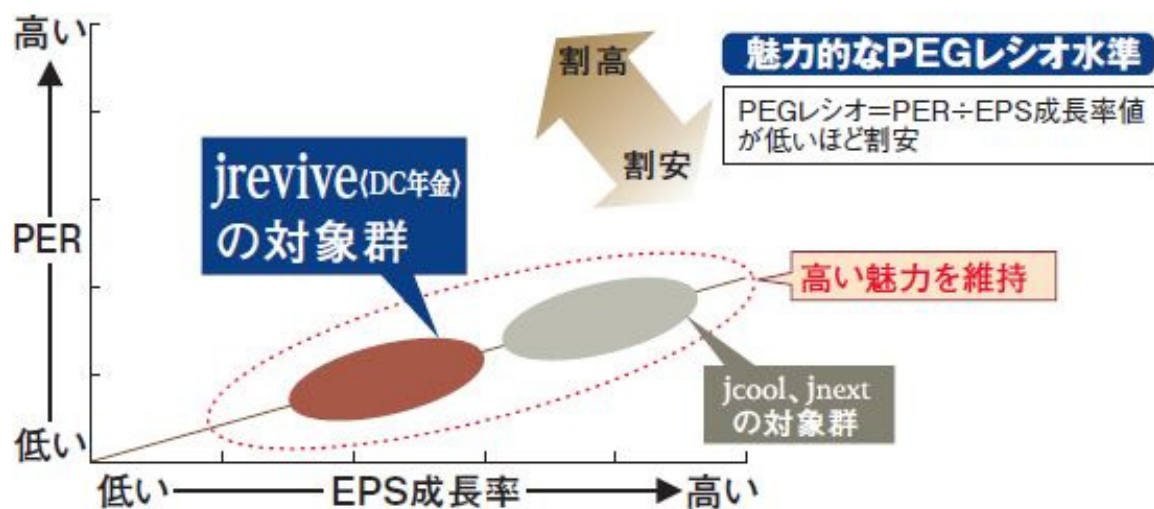 高い
PER
低い
低い
EPS成長率
高い
割高
割安
魅力的なPEGレシオ水準
PEGレシオ=PER÷EPS成長率値
が低いほど割安
jrevive〈DC年金〉
の対象群
高い魅力を維持
jcool、jnext
の対象群